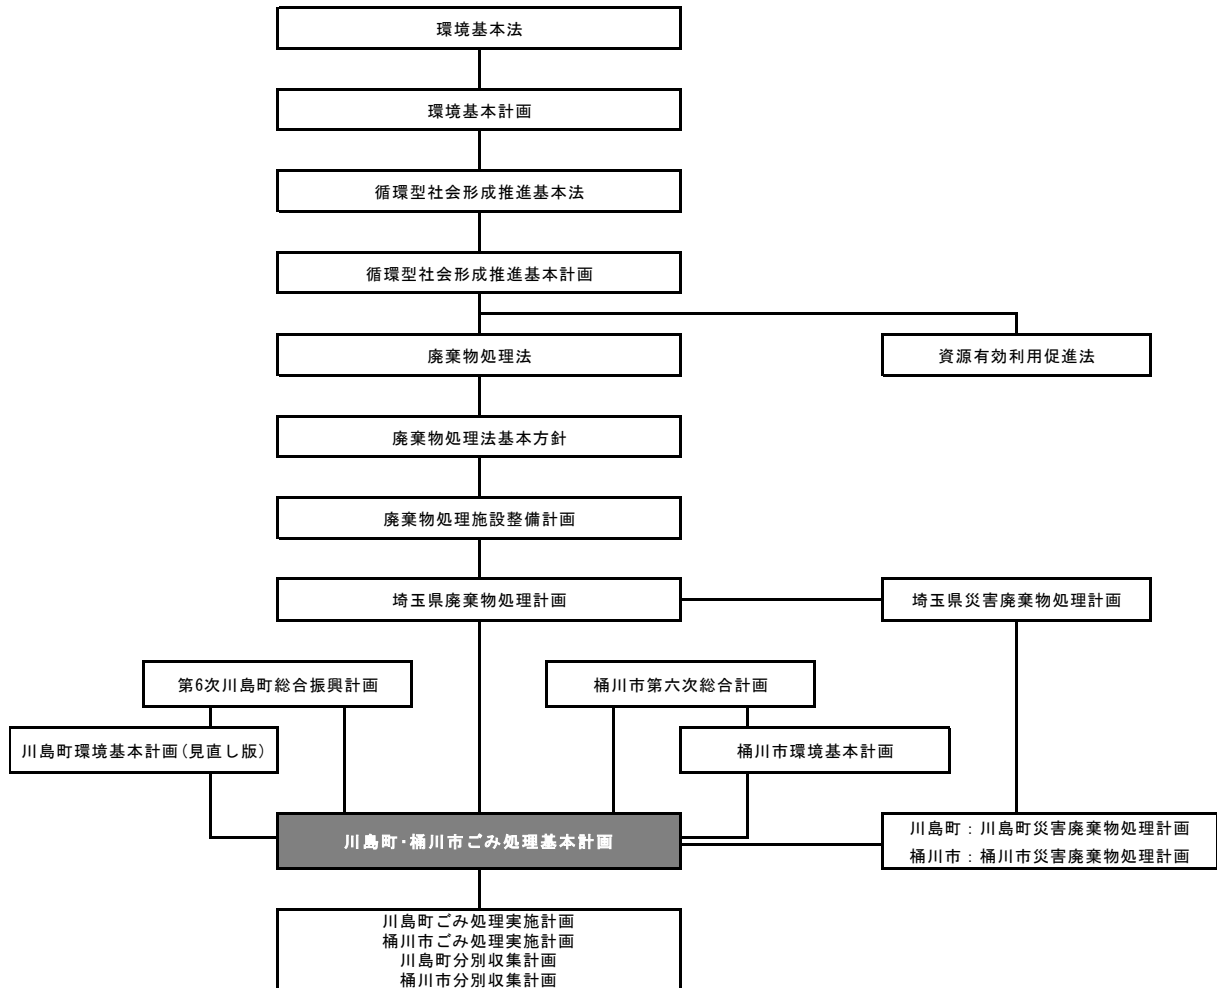 環境基本法
環境基本計画
循環型社会形成推進基本法
循環型社会形成推進基本計画
廃棄物処理法
資源有効利用促進法
廃棄物処理法基本方針
廃棄物処理施設整備計画
埼玉県廃棄物処理計画
埼玉県災害廃棄物処理計画
第6次川島町総合振興計画
桶川市第六次総合計画
川島町環境基本計画(見直し版)
桶川市環境基本計画
川島町・桶川市ごみ処理基本計画
川島町：川島町災害廃棄物処理計画
桶川市：桶川市災害廃棄物処理計画
川島町ごみ処理実施計画
桶川市ごみ処理実施計画
川島町分別収集計画
桶川市分別収集計画